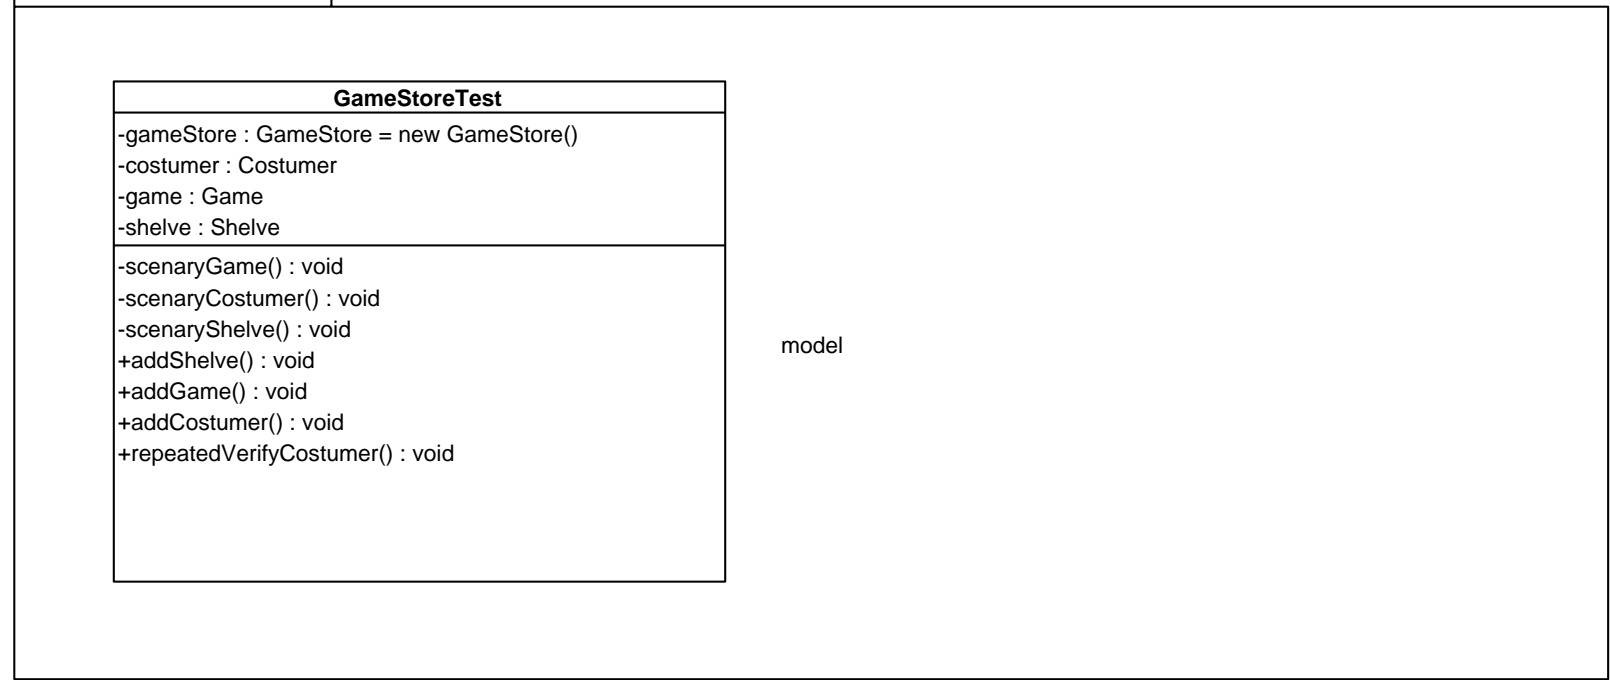 GameStoreTest
-gameStore : GameStore = new GameStore()
-costumer : Costumer
-game : Game
-shelve : Shelve
-scenaryGame() : void
-scenaryCostumer() : void
-scenaryShelve() : void
+addShelve() : void
+addGame() : void
+addCostumer() : void
+repeatedVerifyCostumer() : void
model